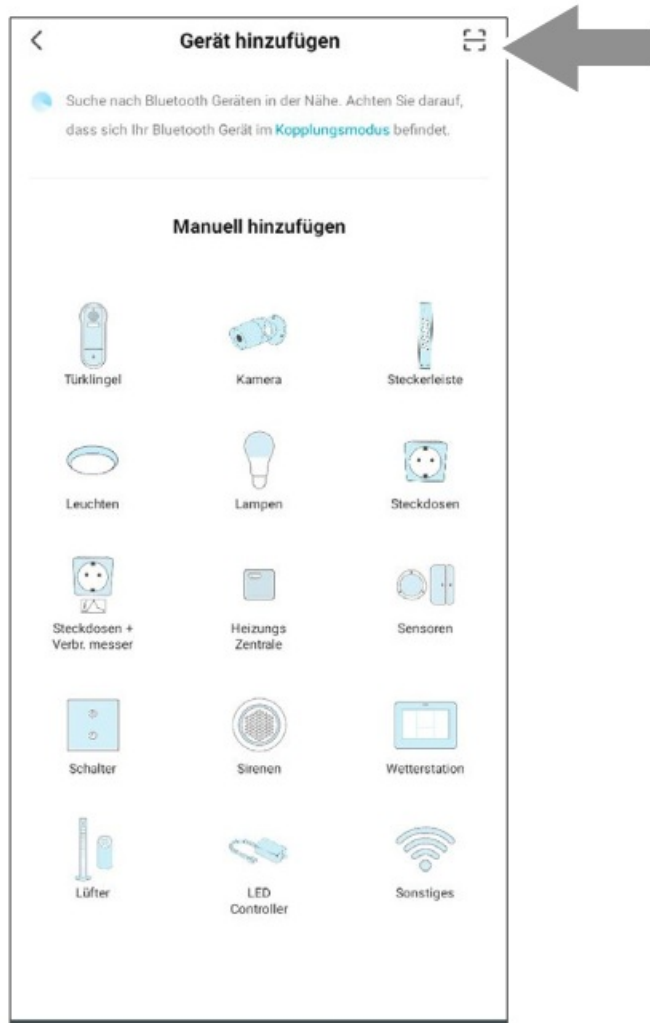 Gerät hinzufügen
Suche nach Bluetooth Geräten in der Nähe. Achten Sie darauf,
dass sich Ihr Bluetooth Gerät im Kopplungsmodus befindet.
Manuell hinzufügen
Türklingel
Kamera
Steckerleiste
Leuchten
Lampen
Steckdosen
Steckdosen +
Verbr. messer
Heizungs
Zentrale
Sensoren
Schalter
Sirenen
Wetterstation
Lüfter
LED
Controller
Sonstiges